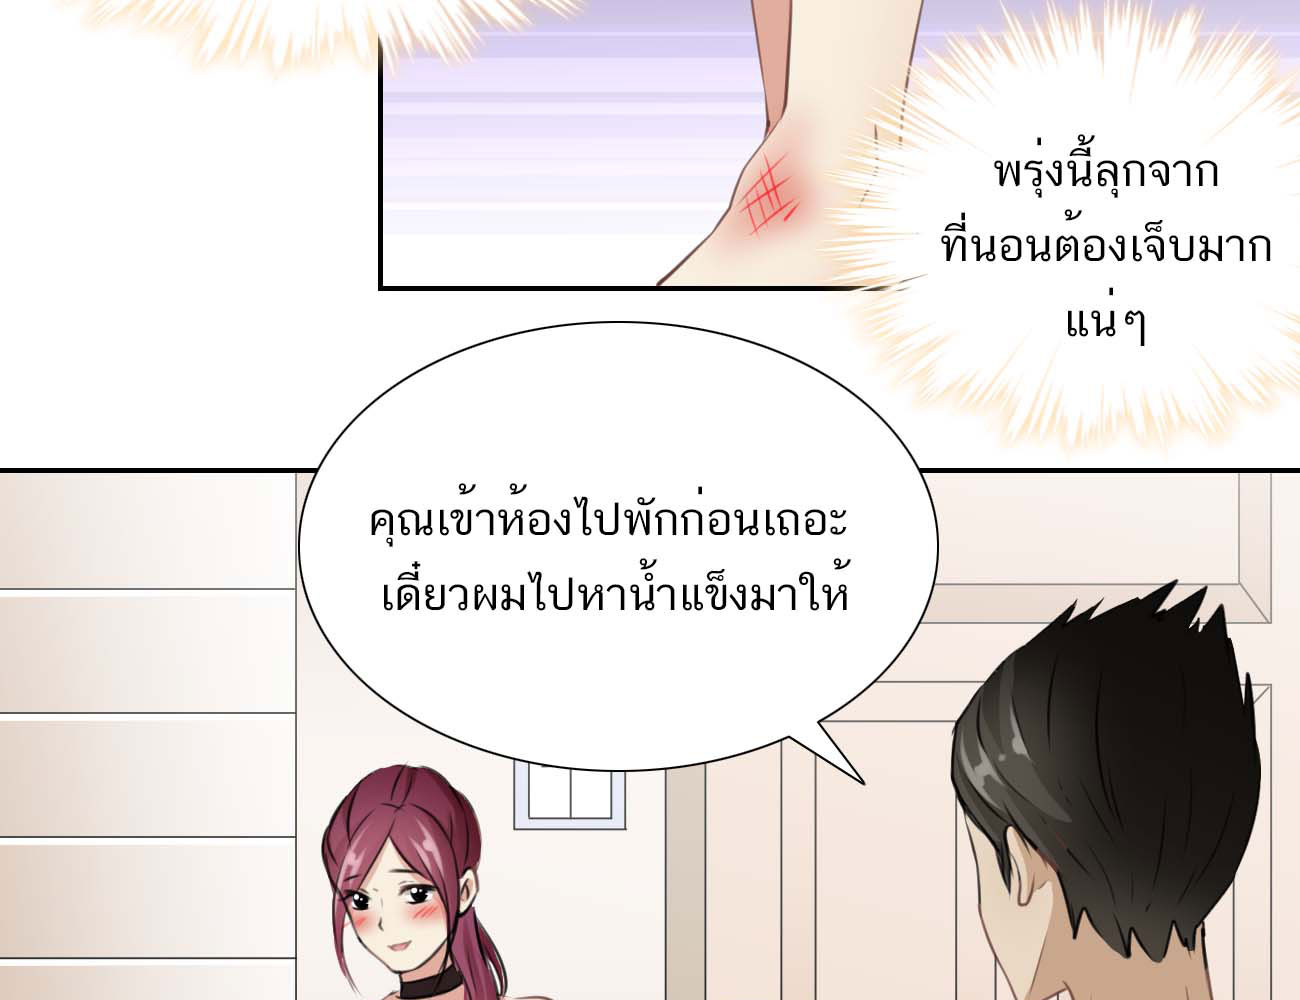 พรุ่งนี้ลุกจาก
ที่นอนต้องเจ็บมาก
แน่ๆ
คุณเข้าห้องไปพักก่อนเถอะ
เดี๋ยวผมไปหาน้ำแข็งมาให้